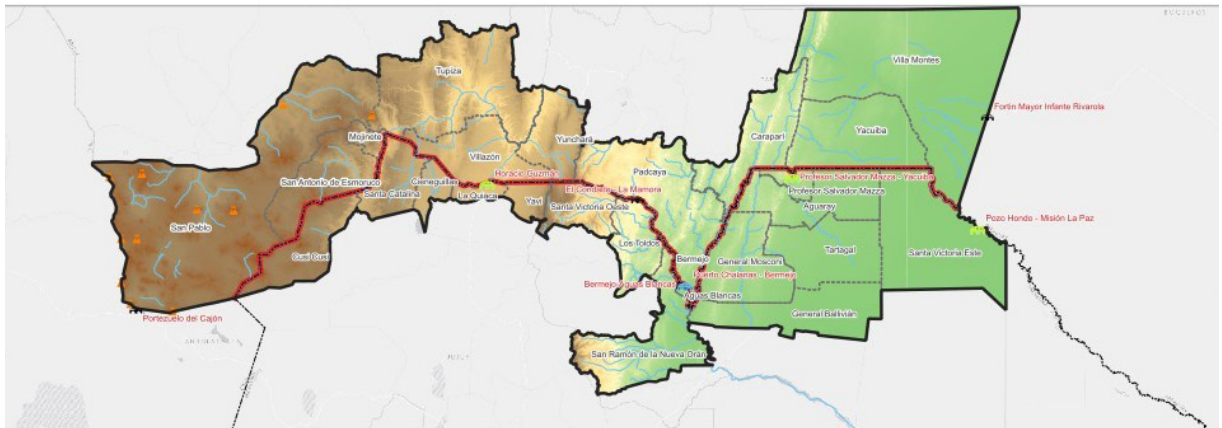 BOQUERÓN
Villa Montes
Tupiza
Fortín Mayor Infante Rivarola
Yacuiba
Mojinete
Yunchará
Caraparí
Villazón
Padcaya
Horacio Guzmán
Profesor Salvador Mazza - Yacuiba
San Antonio de Esmoruco
Cieneguillas
El Condado - La Mamora
Profesor Salvador Mazza
Santa Catalina
La Quiaca
Yavi
Santa Victoria Oeste
Aguaray
San Pablo
Pozo Hondo - Misión La Paz
Los Toldos
Tartagal
Santa Victoria Este
Cusi Cusi
Bermejo
General Mosconi
Puerto Chalanas - Bermejo
Bermejo-Aguas Blancas
Aguas Blancas
Portezuelo del Cajón
General Ballivián
San Ramón de la Nueva Orán
JUJUY